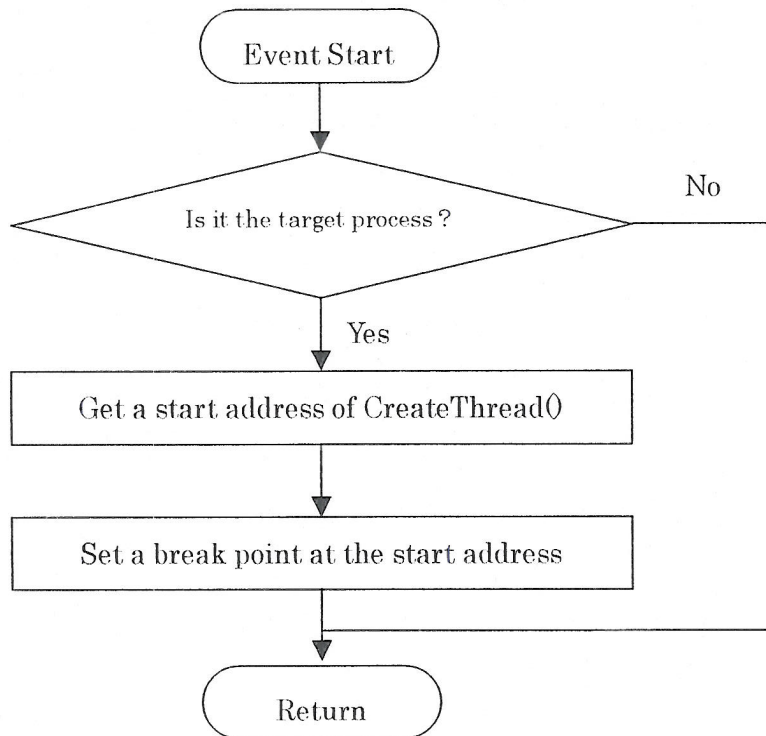 Event Start
Is it the target process?
No
Yes
Get a start address of CreateThread()
Set a break point at the start address
Return